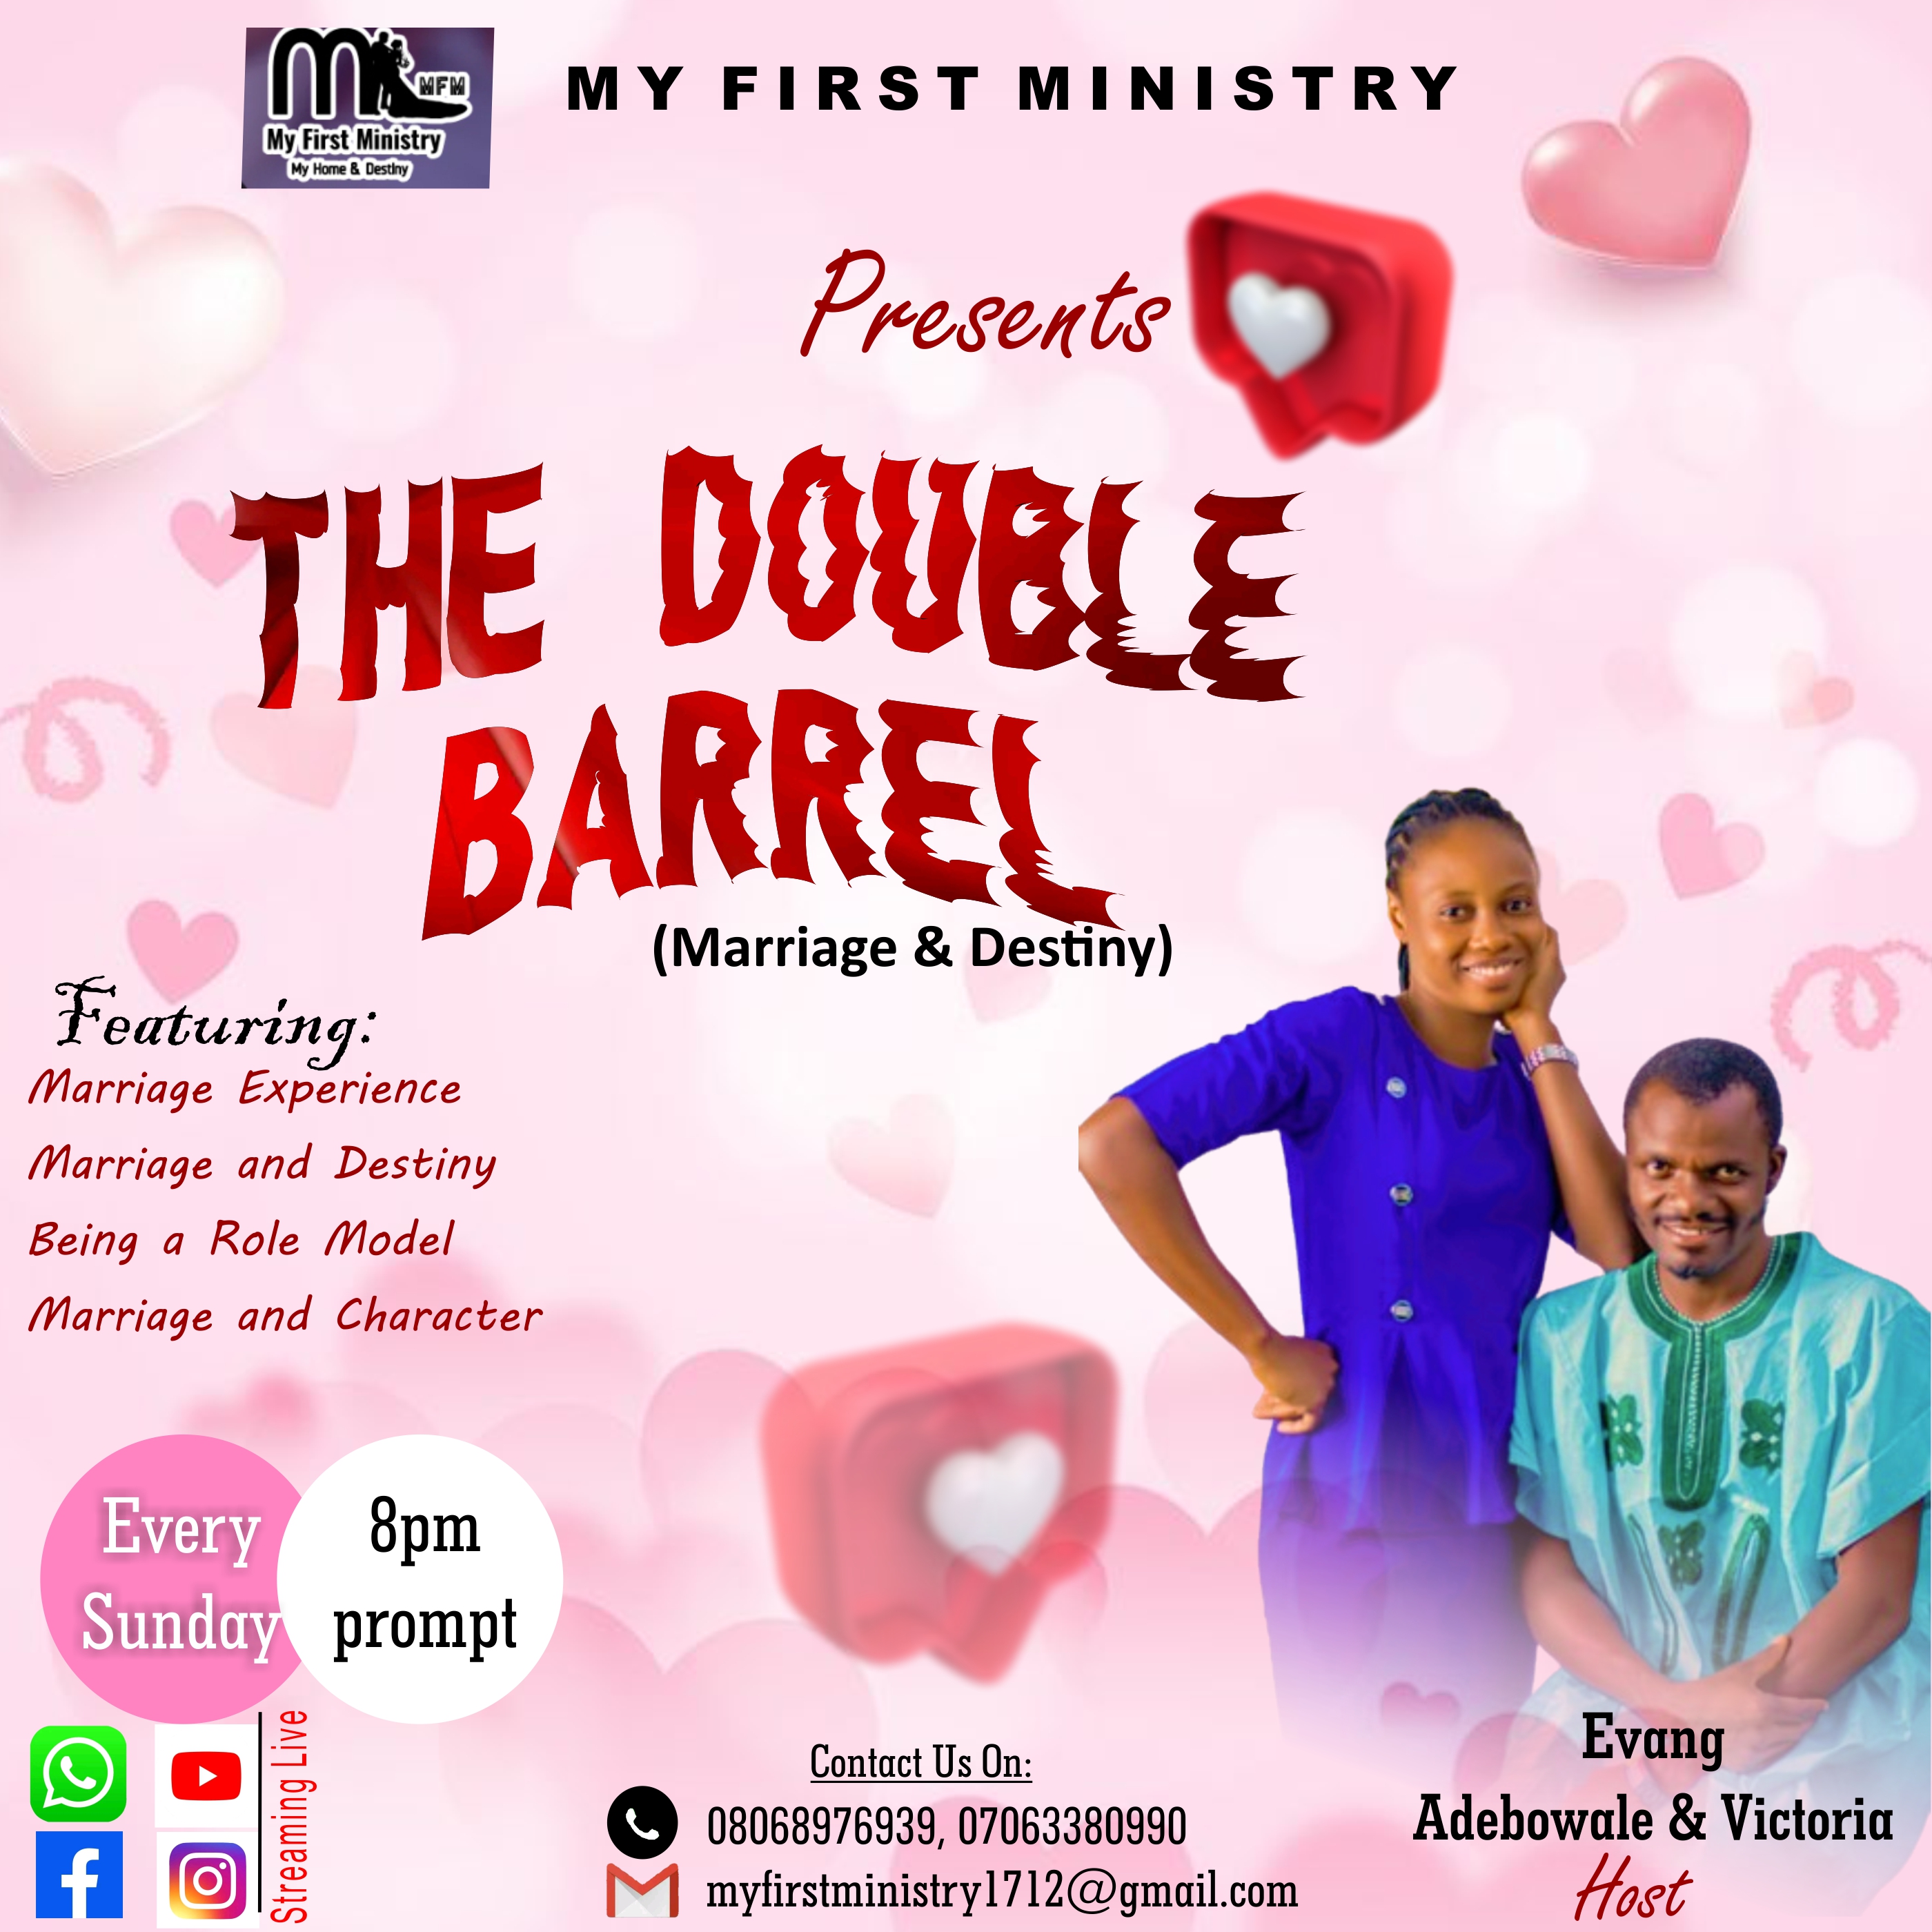 MFM
My First Ministry
My Home & Destiny
MY FIRST MINISTRY
Presents
THE DOUBLE
BARREL
(Marriage & Destiny)
Featuring:
Marriage Experience
Marriage and Destiny
Being a Role Model
Marriage and Character
Every
Sunday
8pm
prompt
Streaming Live
Contact Us On:
08068976939, 07063380990
myfirstministry1712@gmail.com
Evang
Adebowale & Victoria
Host